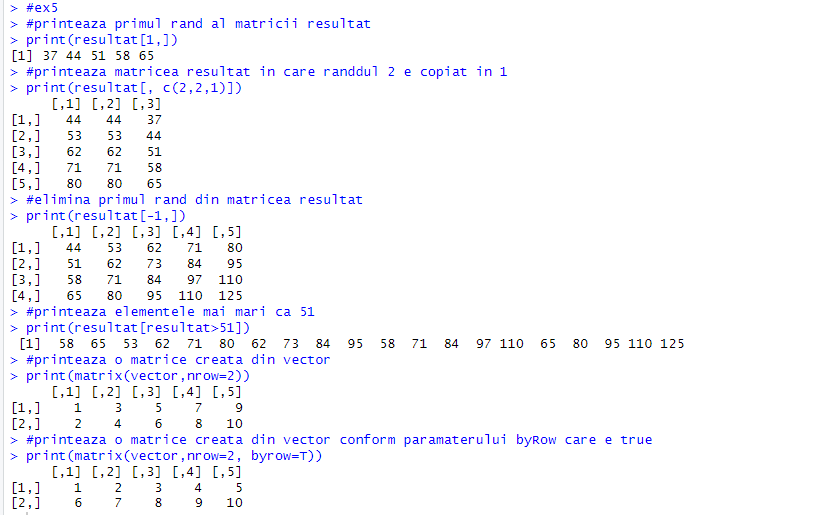 > #ex5
> #printeaza primul rand al matricii resultat
> print(resultat[1,])
[1] 37 44 51 58 65
> #printeaza matricea resultat in care randdul 2 e copiat in 1
> print(resultat[, c(2,2,1)])
     [,1] [,2] [,3]
[1,]   44   44   37
[2,]   53   53   44
[3,]   62   62   51
[4,]   71   71   58
[5,]   80   80   65
> #elimina primul rand din matricea resultat
> print(resultat[-1,])
     [,1] [,2] [,3] [,4] [,5]
[1,]   44   53   62   71   80
[2,]   51   62   73   84   95
[3,]   58   71   84   97  110
[4,]   65   80   95  110  125
> #printeaza elementele mai mari ca 51
> print(resultat[resultat>51])
 [1]  58  65  53  62  71  80  62  73  84  95  58  71  84  97 110  65  80  95 110 125
> #printeaza o matrice creata din vector
> print(matrix(vector,nrow=2))
     [,1] [,2] [,3] [,4] [,5]
[1,]    1    3    5    7    9
[2,]    2    4    6    8   10
> #printeaza o matrice creata din vector conform paramaterului byRow care e true
> print(matrix(vector,nrow=2, byrow=T))
     [,1] [,2] [,3] [,4] [,5]
[1,]    1    2    3    4    5
[2,]    6    7    8    9   10